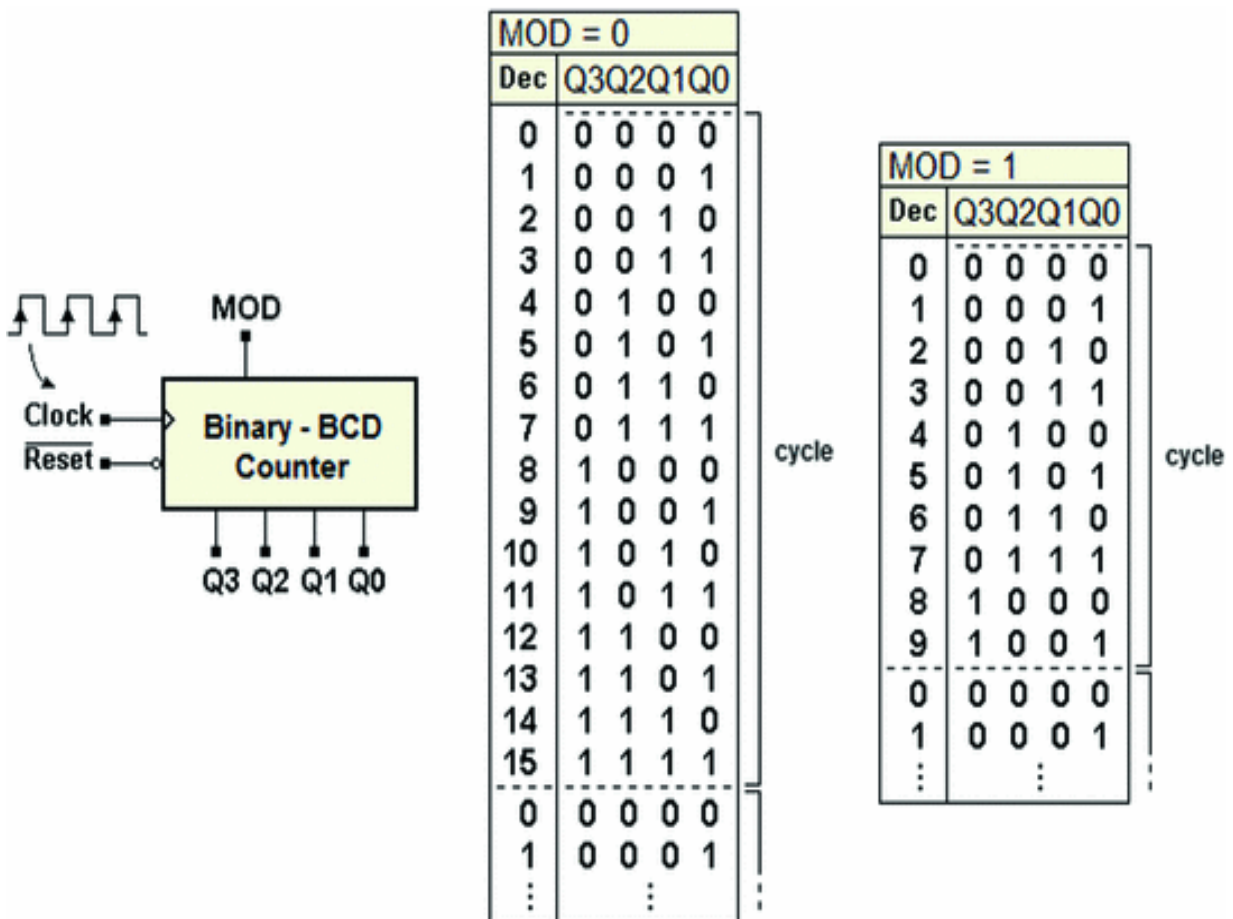 MOD
Clock
Reset
Binary - BCD
Counter
Q3 Q2 Q1 Q0
MOD = 0
Dec Q3Q2Q1Q0
0 0 0 0 0
1 0 0 0 1
2 0 0 1 0
3 0 0 1 1
4 0 1 0 0
5 0 1 0 1
6 0 1 1 0
7 0 1 1 1
8 1 0 0 0
9 1 0 0 1
10 1 0 1 0
11 1 0 1 1
12 1 1 0 0
13 1 1 0 1
14 1 1 1 0
15 1 1 1 1
0 0 0 0 0
1 0 0 0 1
⋮ ⋮
cycle
MOD = 1
Dec Q3Q2Q1Q0
0 0 0 0 0
1 0 0 0 1
2 0 0 1 0
3 0 0 1 1
4 0 1 0 0
5 0 1 0 1
6 0 1 1 0
7 0 1 1 1
8 1 0 0 0
9 1 0 0 1
0 0 0 0 0
1 0 0 0 1
⋮ ⋮
cycle